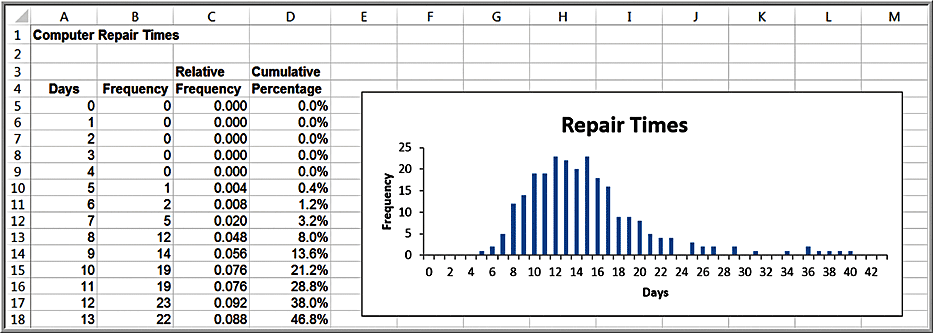 A B C D E F G H I J K L M
1 Computer Repair Times
2
3 Relative Cumulative
4 Days Frequency Frequency Percentage
5 0 0 0.000 0.0%
6 1 0 0.000 0.0%
7 2 0 0.000 0.0%
8 3 0 0.000 0.0%
9 4 0 0.000 0.0%
10 5 1 0.004 0.4%
11 6 2 0.008 1.2%
12 7 5 0.020 3.2%
13 8 12 0.048 8.0%
14 9 14 0.056 13.6%
15 10 19 0.076 21.2%
16 11 19 0.076 28.8%
17 12 23 0.092 38.0%
18 13 22 0.088 46.8%
Repair Times
Frequency
25
20
15
10
5
0
0 2 4 6 8 10 12 14 16 18 20 22 24 26 28 30 32 34 36 38 40 42
Days